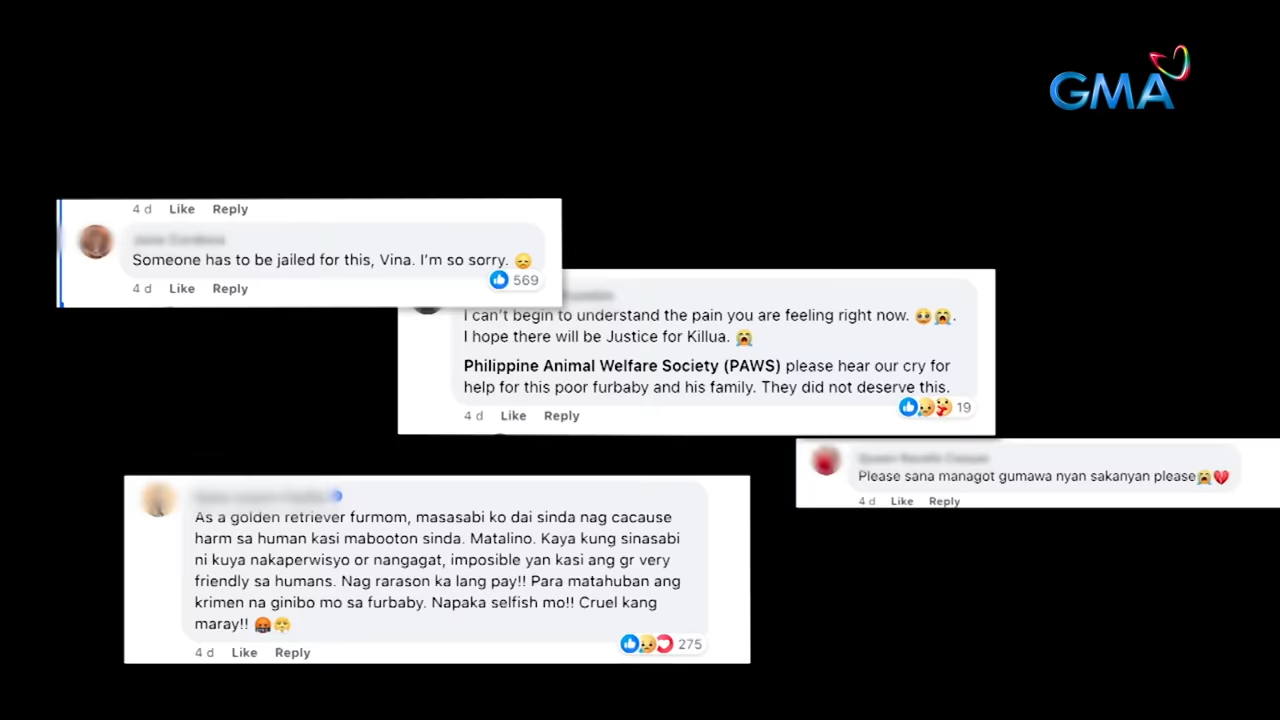 GMA
4 d Like Reply
Someone has to be jailed for this, Vina. I'm so sorry. 😞
569
4 d Like Reply
I can't begin to understand the pain you are feeling right now. 🥺😭.
I hope there will be Justice for Killua. 😭
Philippine Animal Welfare Society (PAWS) please hear our cry for
help for this poor furbaby and his family. They did not deserve this.
19
4 d Like Reply
Please sana managot gumawa nyan sakanyan please😭💔
4 d Like Reply
As a golden retriever furmom, masasabi ko dai sinda nag cacause
harm sa human kasi mabooton sinda. Matalino. Kaya kung sinasabi
ni kuya nakaperwisyo or nangagat, imposible yan kasi ang gr very
friendly sa humans. Nag rarason ka lang pay!! Para matahuban ang
krimen na ginibo mo sa furbaby. Napaka selfish mo!! Cruel kang
maray!! 🤬😤
275
4 d Like Reply